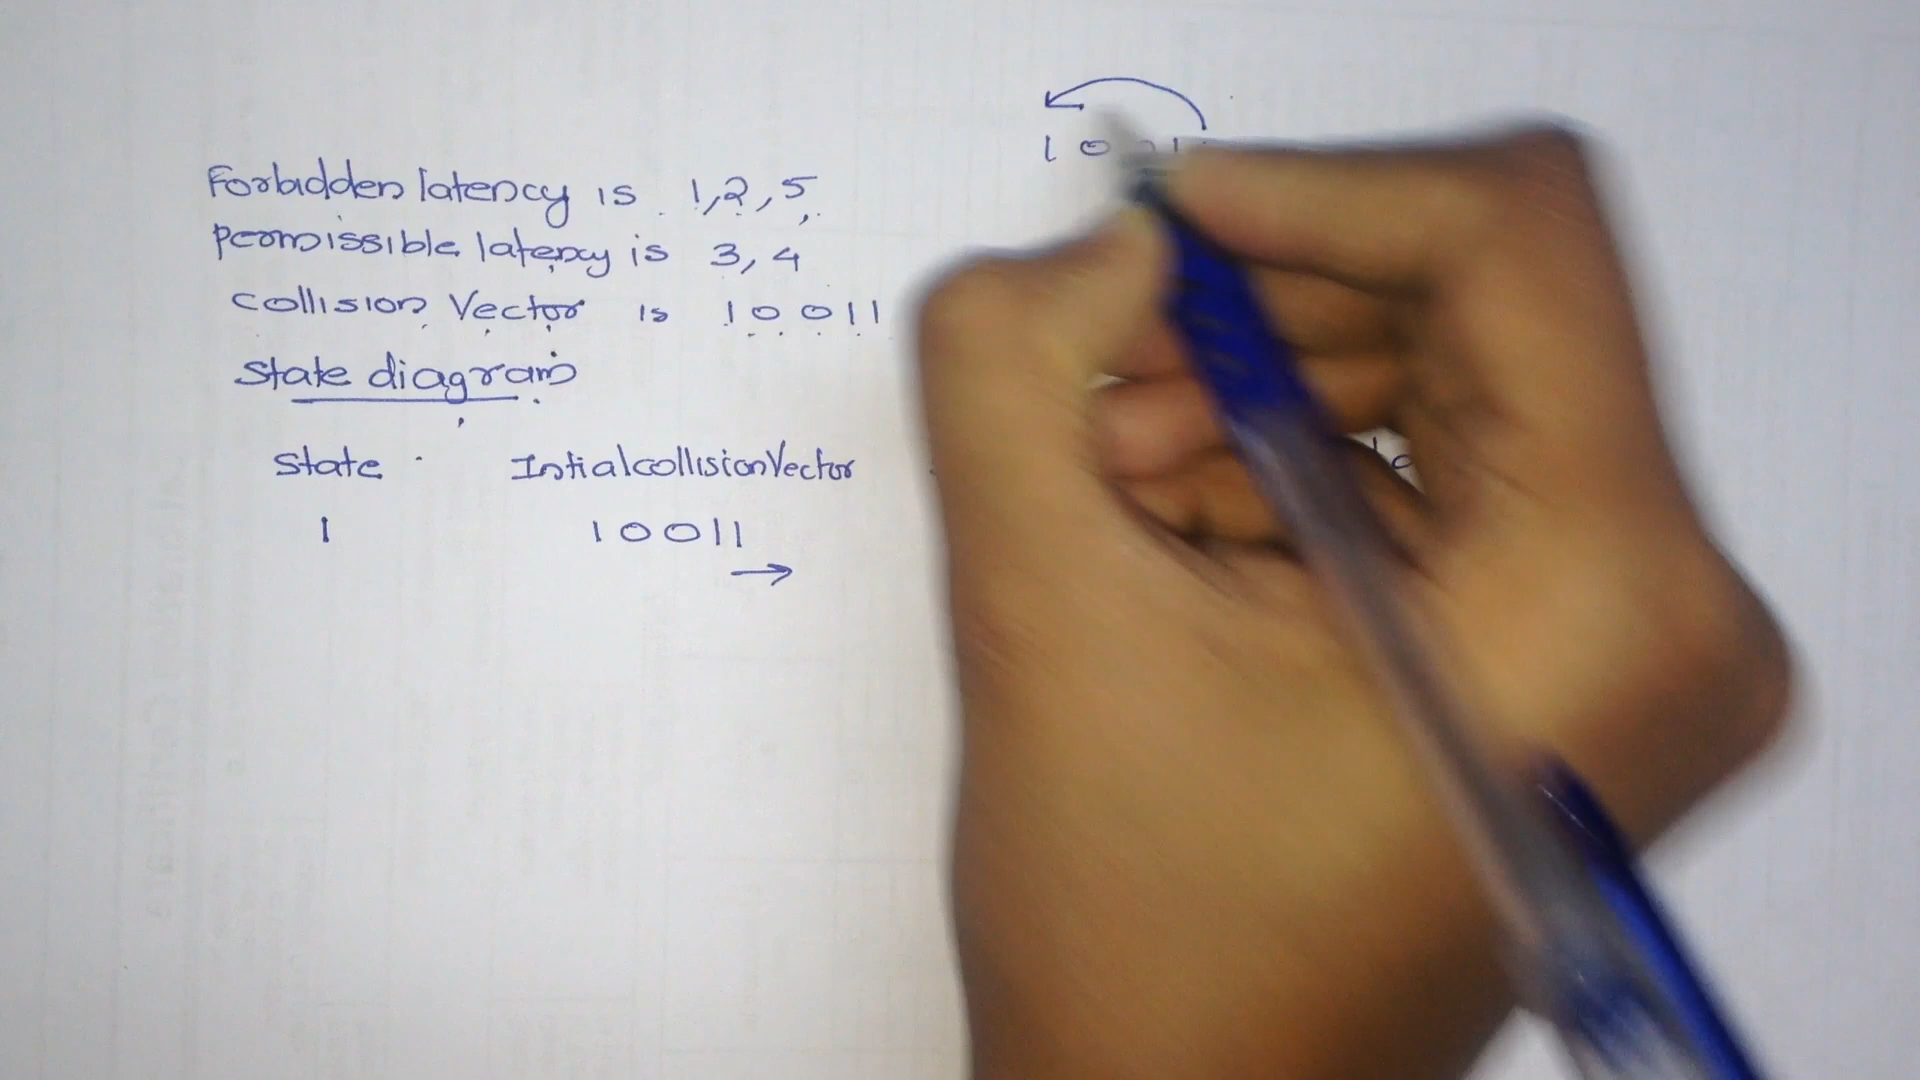 Forbidden latency is 1,2,5
permissible latency is 3,4
collision Vector is 10011
State diagram
State Intialcollision Vector
1 10011